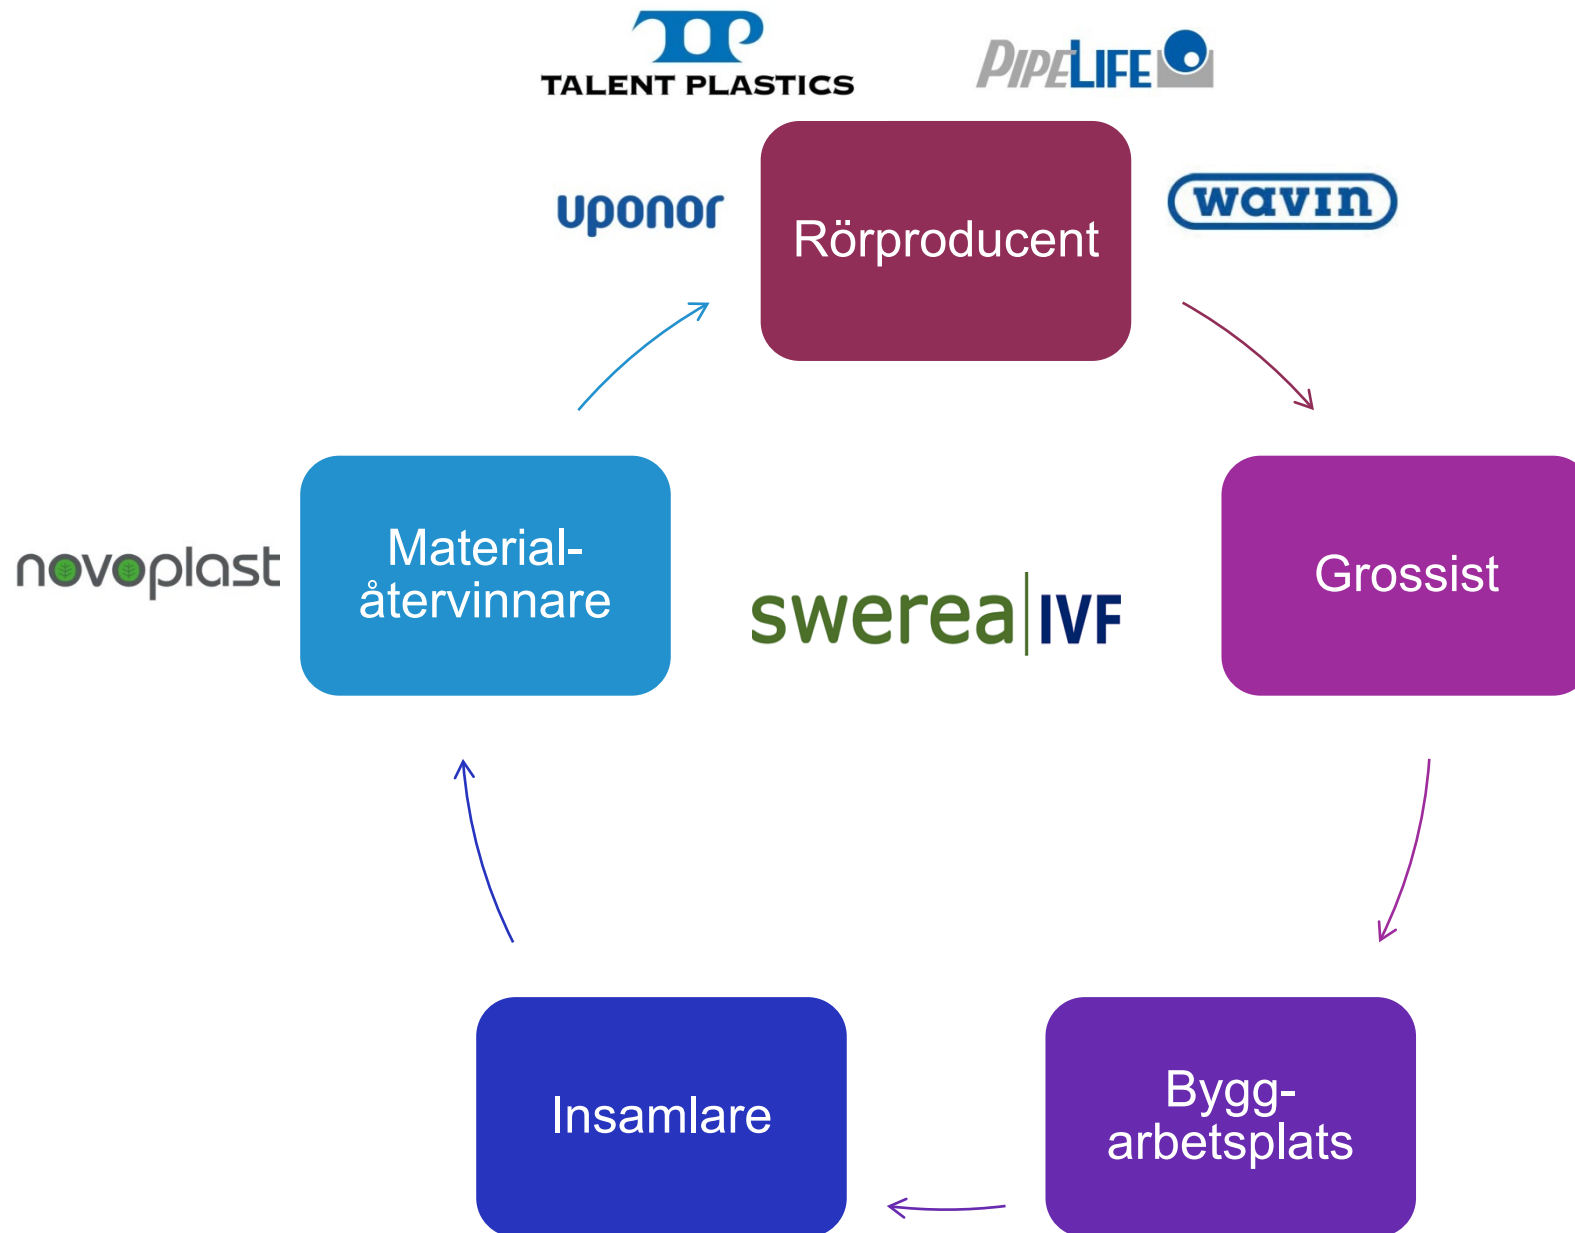 TALENT PLASTICS
PIPELIFE
uponor
Rörproducent
wavin
novoplast
Material-
återvinnare
swerea IVF
Grossist
Insamlare
Bygg-
arbetsplats